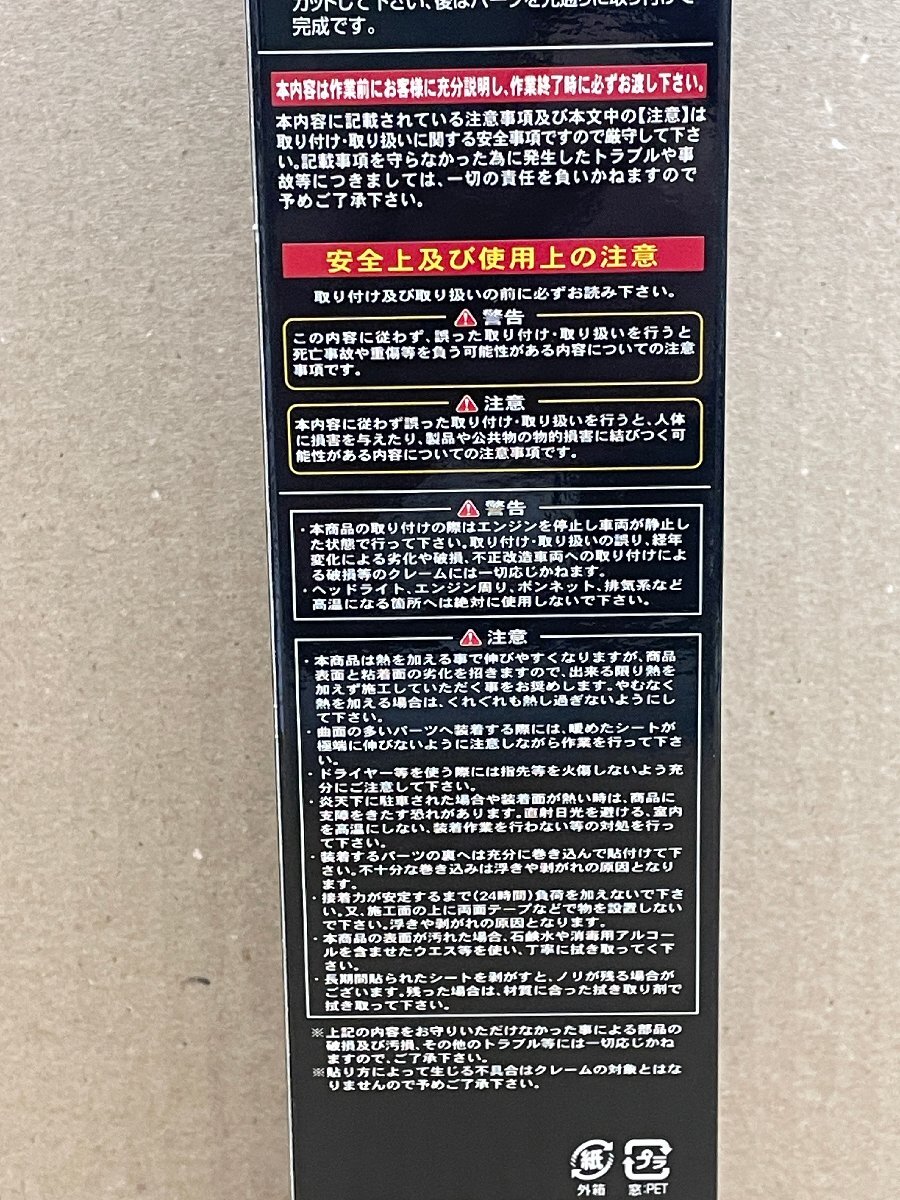 カットして下さい、後はパーツを元通りに取り付けて
完成です。
本内容は作業前にお客様に充分説明し、作業終了時に必ずお渡し下さい。
本内容に記載されている注意事項及び本文中の【注意】は
取り付け・取り扱いに関する安全事項ですので厳守して下さ
い。記載事項を守らなかった為に発生したトラブルや事
故等につきましては、一切の責任を負いかねますので
予めご了承下さい。
安全上及び使用上の注意
取り付け及び取り扱いの前に必ずお読み下さい。
警告
この内容に従わず、誤った取り付け・取り扱いを行うと
死亡事故や重傷等を負う可能性がある内容についての注意
事項です。
注意
本内容に従わず誤った取り付け・取り扱いを行うと、人体
に損害を与えたり、製品や公共物の物的損害に結びつく可
能性がある内容についての注意事項です。
警告
・本商品の取り付けの際はエンジンを停止し車両が静止し
た状態で行って下さい。取り付け・取り扱いの誤り、経年
変化による劣化や破損、不正改造車両への取り付けによ
る破損等のクレームには一切応じかねます。
・ヘッドライト、エンジン周り、ボンネット、排気系など
高温になる箇所へは絶対に使用しないで下さい。
注意
・本商品は熱を加える事で伸びやすくなりますが、商品
表面と粘着面の劣化を招きますので、出来る限り熱を
加えず施工していただく事をお奨めします。やむなく
熱を加える場合は、くれぐれも熱し過ぎないようにし
て下さい。
・曲面の多いパーツへ装着する際には、暖めたシートが
極端に伸びないように注意しながら作業を行って下さ
い。
・ドライヤー等を使う際には指先等を火傷しないよう充
分にご注意して下さい。
・炎天下に駐車された場合や装着面が熱い時は、商品に
支障をきたす恐れがあります。直射日光を避ける、室内
を高温にしない、装着作業を行わない等の対処を行っ
て下さい。
・装着するパーツの裏へは充分に巻き込んで貼付けて下
さい。不十分な巻き込みは浮きや剥がれの原因となり
ます。
・接着力が安定するまで(24時間)負荷を加えないで下さ
い。又、施工面の上に両面テープなどで物を設置しない
で下さい。浮きや剥がれの原因となります。
・本商品の表面が汚れた場合、石鹸水や消毒用アルコー
ルを含ませたウエス等を使い、丁寧に拭き取ってく下
さい。
・長期間貼られたシートを剥がすと、ノリが残る場合が
ございます。残った場合は、材質に合った拭き取り剤で
拭き取って下さい。
※上記の内容をお守りいただけなかった事による部品の
破損及び汚損、その他のトラブル等には一切応じかね
ますので、ご了承下さい。
※貼り方によって生じる不具合はクレームの対象とはな
りませんので予めご了承下さい。
紙 プラ
外箱 窓:PET